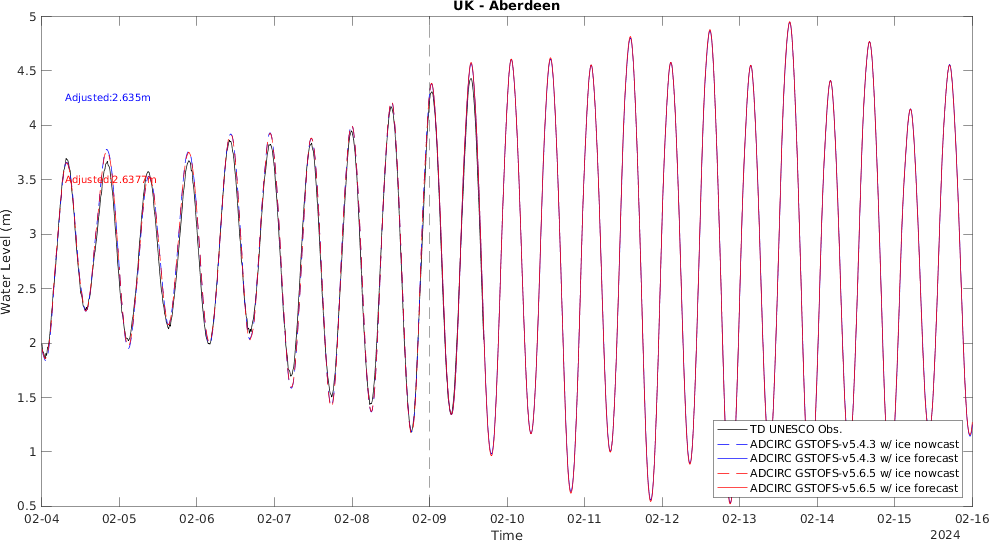 UK - Aberdeen
5
4.5
4
3.5
3
2.5
2
1.5
1
0.5
Water Level (m)
Adjusted:2.635m
Adjusted:2.6377m
TD UNESCO Obs.
ADCIRC GSTOFS-v5.4.3 w/ ice nowcast
ADCIRC GSTOFS-v5.4.3 w/ ice forecast
ADCIRC GSTOFS-v5.6.5 w/ ice nowcast
ADCIRC GSTOFS-v5.6.5 w/ ice forecast
02-04 02-05 02-06 02-07 02-08 02-09 02-10 02-11 02-12 02-13 02-14 02-15 02-16
Time
2024